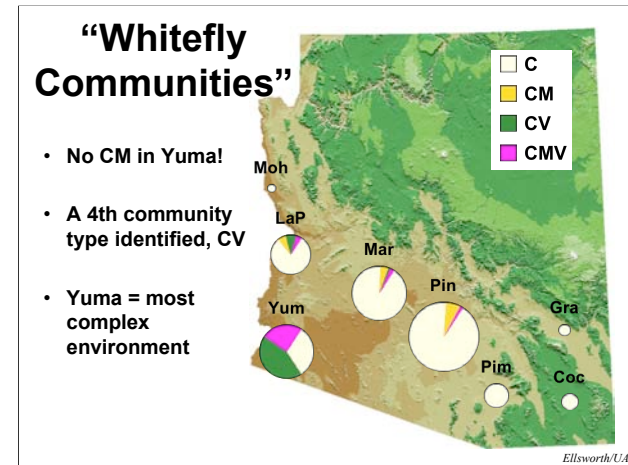 “Whitefly
Communities”
• No CM in Yuma!
• A 4th community
type identified, CV
• Yuma = most
complex
environment
C
CM
CV
CMV
Moh
LaP
Mar
Pin
Yum
Gra
Pim
Coc
Ellsworth/UA